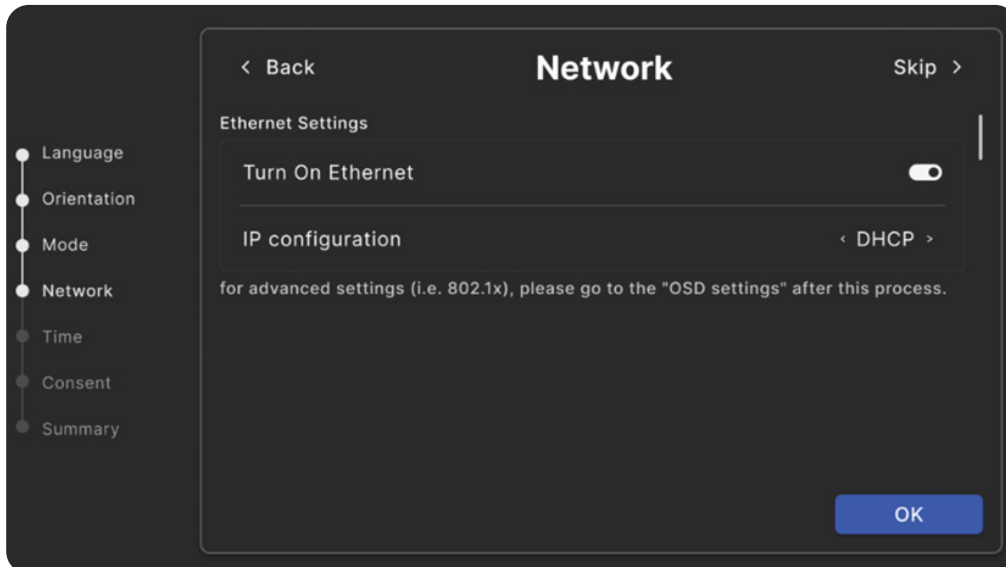 < Back
Network
Skip >
Ethernet Settings
Turn On Ethernet
IP configuration
< DHCP >
for advanced settings (i.e. 802.1x), please go to the "OSD settings" after this process.
OK
Language
Orientation
Mode
Network
Time
Consent
Summary